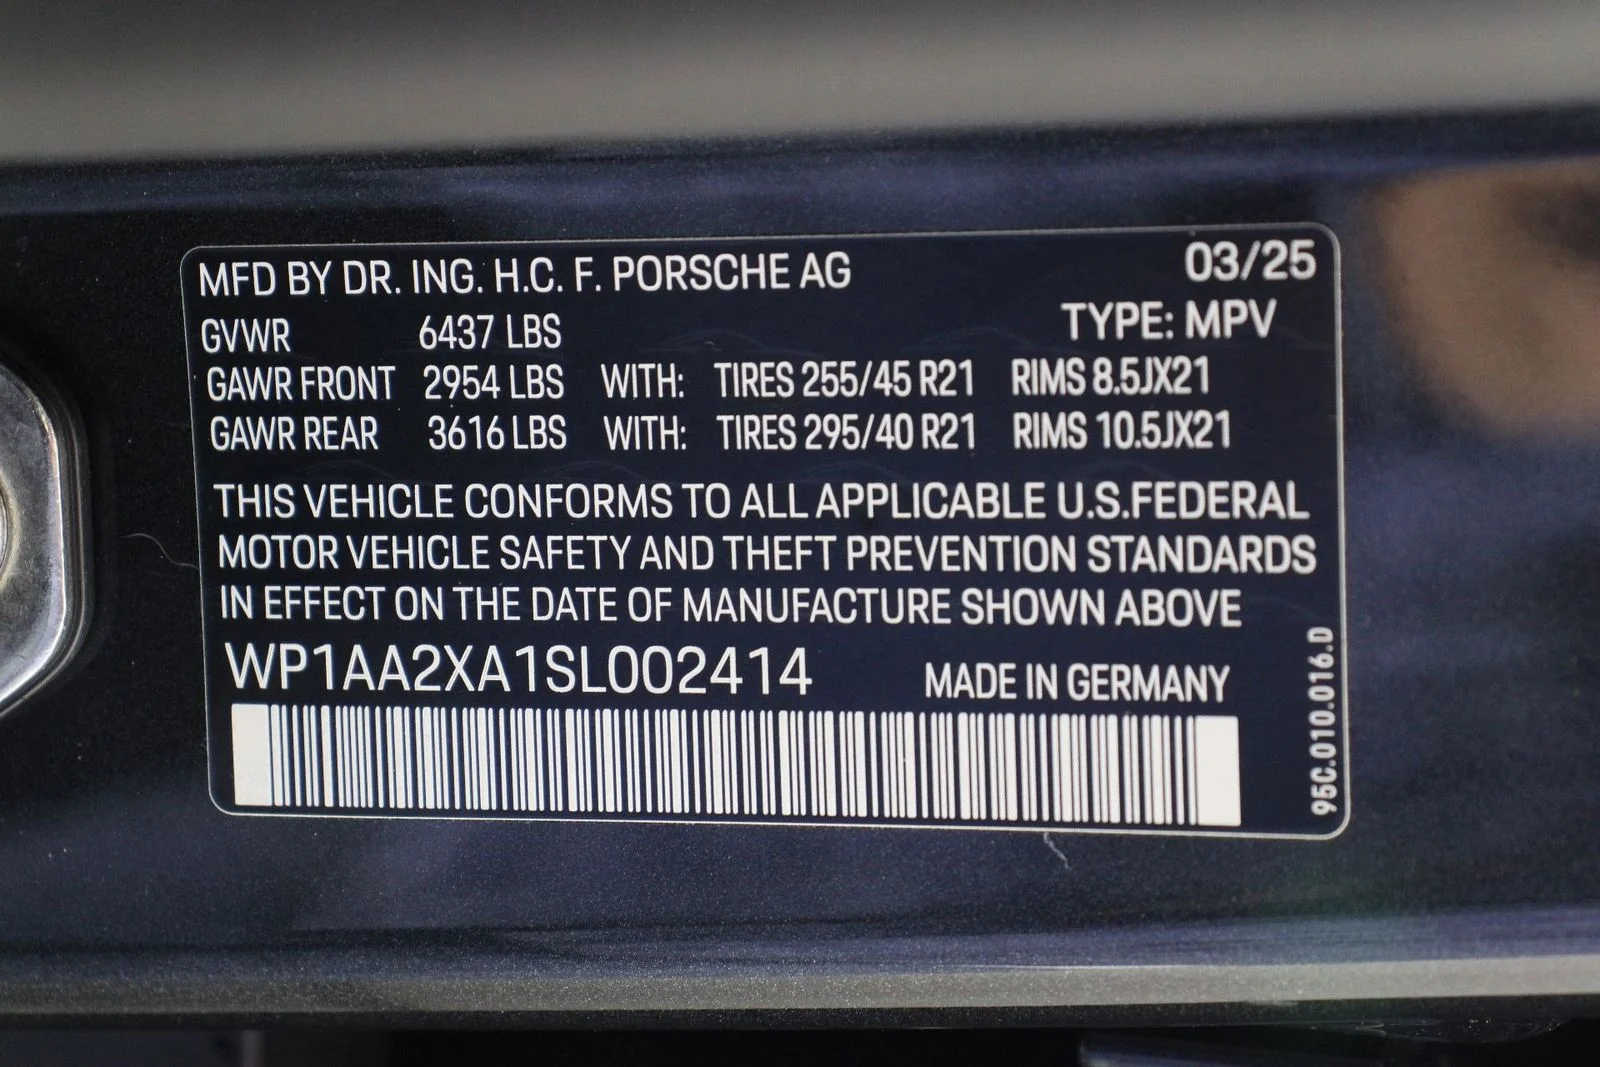 MFD BY DR. ING. H.C. F. PORSCHE AG 03/25
GVWR 6437 LBS TYPE: MPV
GAWR FRONT 2954 LBS WITH: TIRES 255/45 R21 RIMS 8.5JX21
GAWR REAR 3616 LBS WITH: TIRES 295/40 R21 RIMS 10.5JX21
THIS VEHICLE CONFORMS TO ALL APPLICABLE U.S.FEDERAL
MOTOR VEHICLE SAFETY AND THEFT PREVENTION STANDARDS
IN EFFECT ON THE DATE OF MANUFACTURE SHOWN ABOVE
WP1AA2XA1SL002414 MADE IN GERMANY
95C.010.016.D